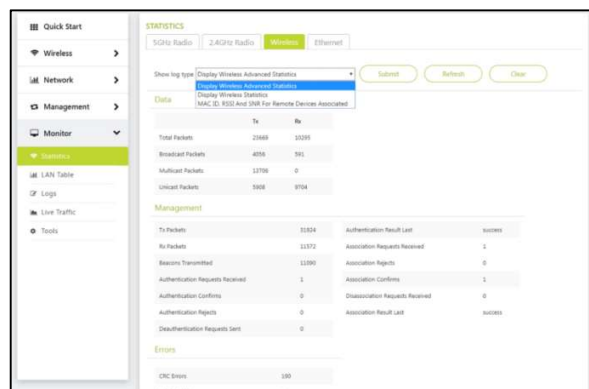 Quick Start
Wireless
Network
Management
Monitor
Statistics
LAN Table
Logs
Live Traffic
Tools
STATISTICS
5GHz Radio 2.4GHz Radio Wireless Ethernet
Show log type Display Wireless Advanced Statistics Submit Refresh Clear
Display Wireless Advanced Statistics
Display Wireless Statistics
MAC ID, RSSI And SNR For Remote Devices Associated
Data
Tx Rx
Total Packets 23668 10295
Broadcast Packets 4056 591
Multicast Packets 13706 0
Unicast Packets 5908 9704
Management
Tx Packets 31824 Authentication Result Last success
Rx Packets 11572 Association Requests Received 1
Beacons Transmitted 11090 Association Rejects 0
Authentication Requests Received 1 Association Confirms 1
Authentication Confirms 0 Disassociation Requests Received 0
Authentication Rejects 0 Association Result Last success
Deauthentication Requests Sent 0
Errors
CRC Errors 190